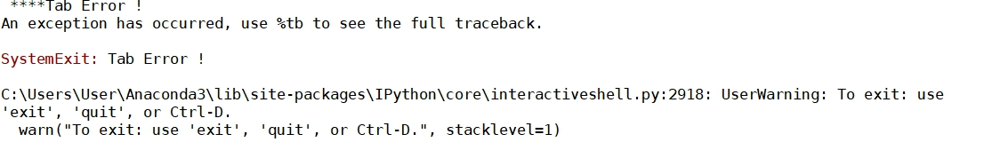 ****Tab Error !
An exception has occurred, use %tb to see the full traceback.
SystemExit: Tab Error !
C:\Users\User\Anaconda3\lib\site-packages\IPython\core\interactiveshell.py:2918: UserWarning: To exit: use
'exit', 'quit', or Ctrl-D.
warn("To exit: use 'exit', 'quit', or Ctrl-D.", stacklevel=1)